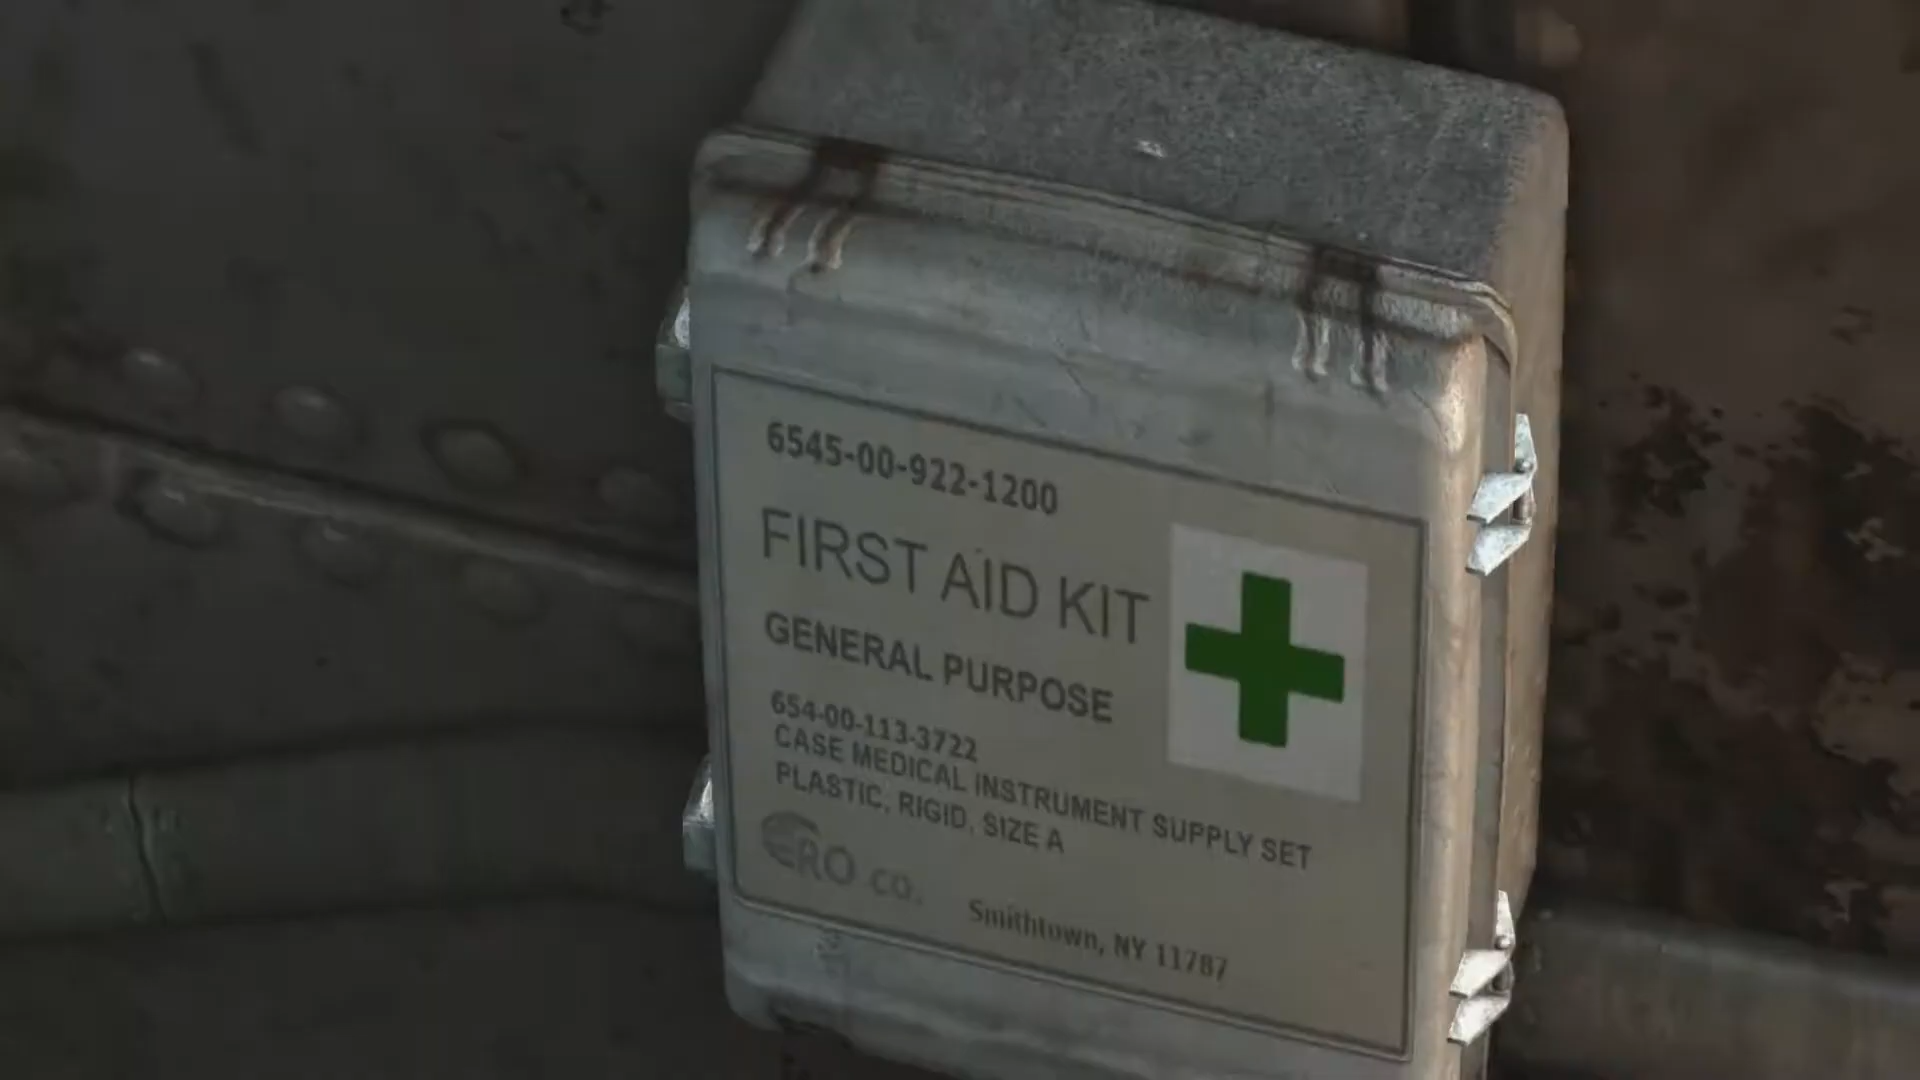 6545-00-922-1200
FIRST AID KIT
GENERAL PURPOSE
654-00-113-3722
CASE MEDICAL INSTRUMENT SUPPLY SET
PLASTIC, RIGID, SIZE A
ERO CO.
Smithtown, NY 11787